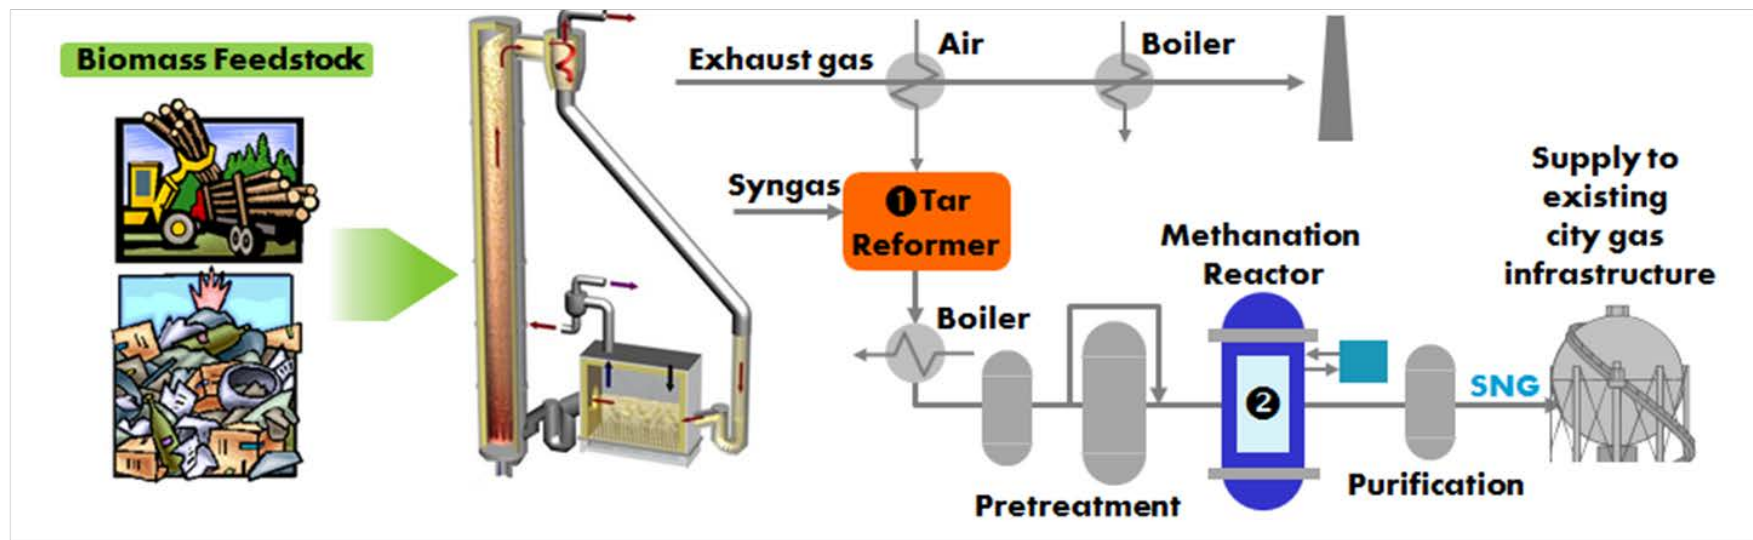 Biomass Feedstock
Exhaust gas
Air
Boiler
Syngas
❶Tar
Reformer
Boiler
Pretreatment
Methanation
Reactor
❷
Purification
SNG
Supply to
existing
city gas
infrastructure